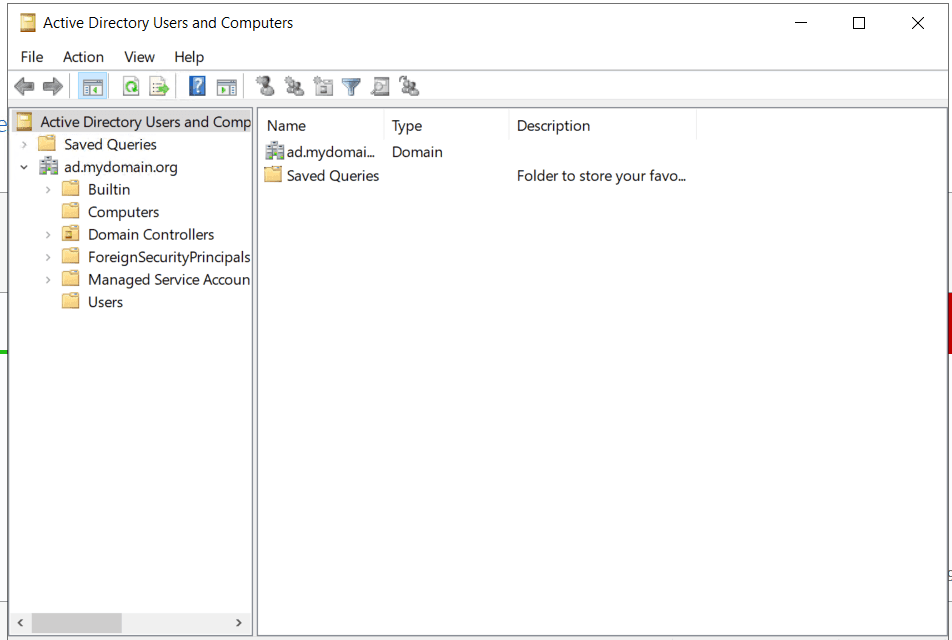 Active Directory Users and Computers
File Action View Help
Active Directory Users and Comp
Saved Queries
ad.mydomain.org
Builtin
Computers
Domain Controllers
ForeignSecurityPrincipals
Managed Service Accoun
Users
Name Type Description
ad.mydomai... Domain
Saved Queries Folder to store your favo...